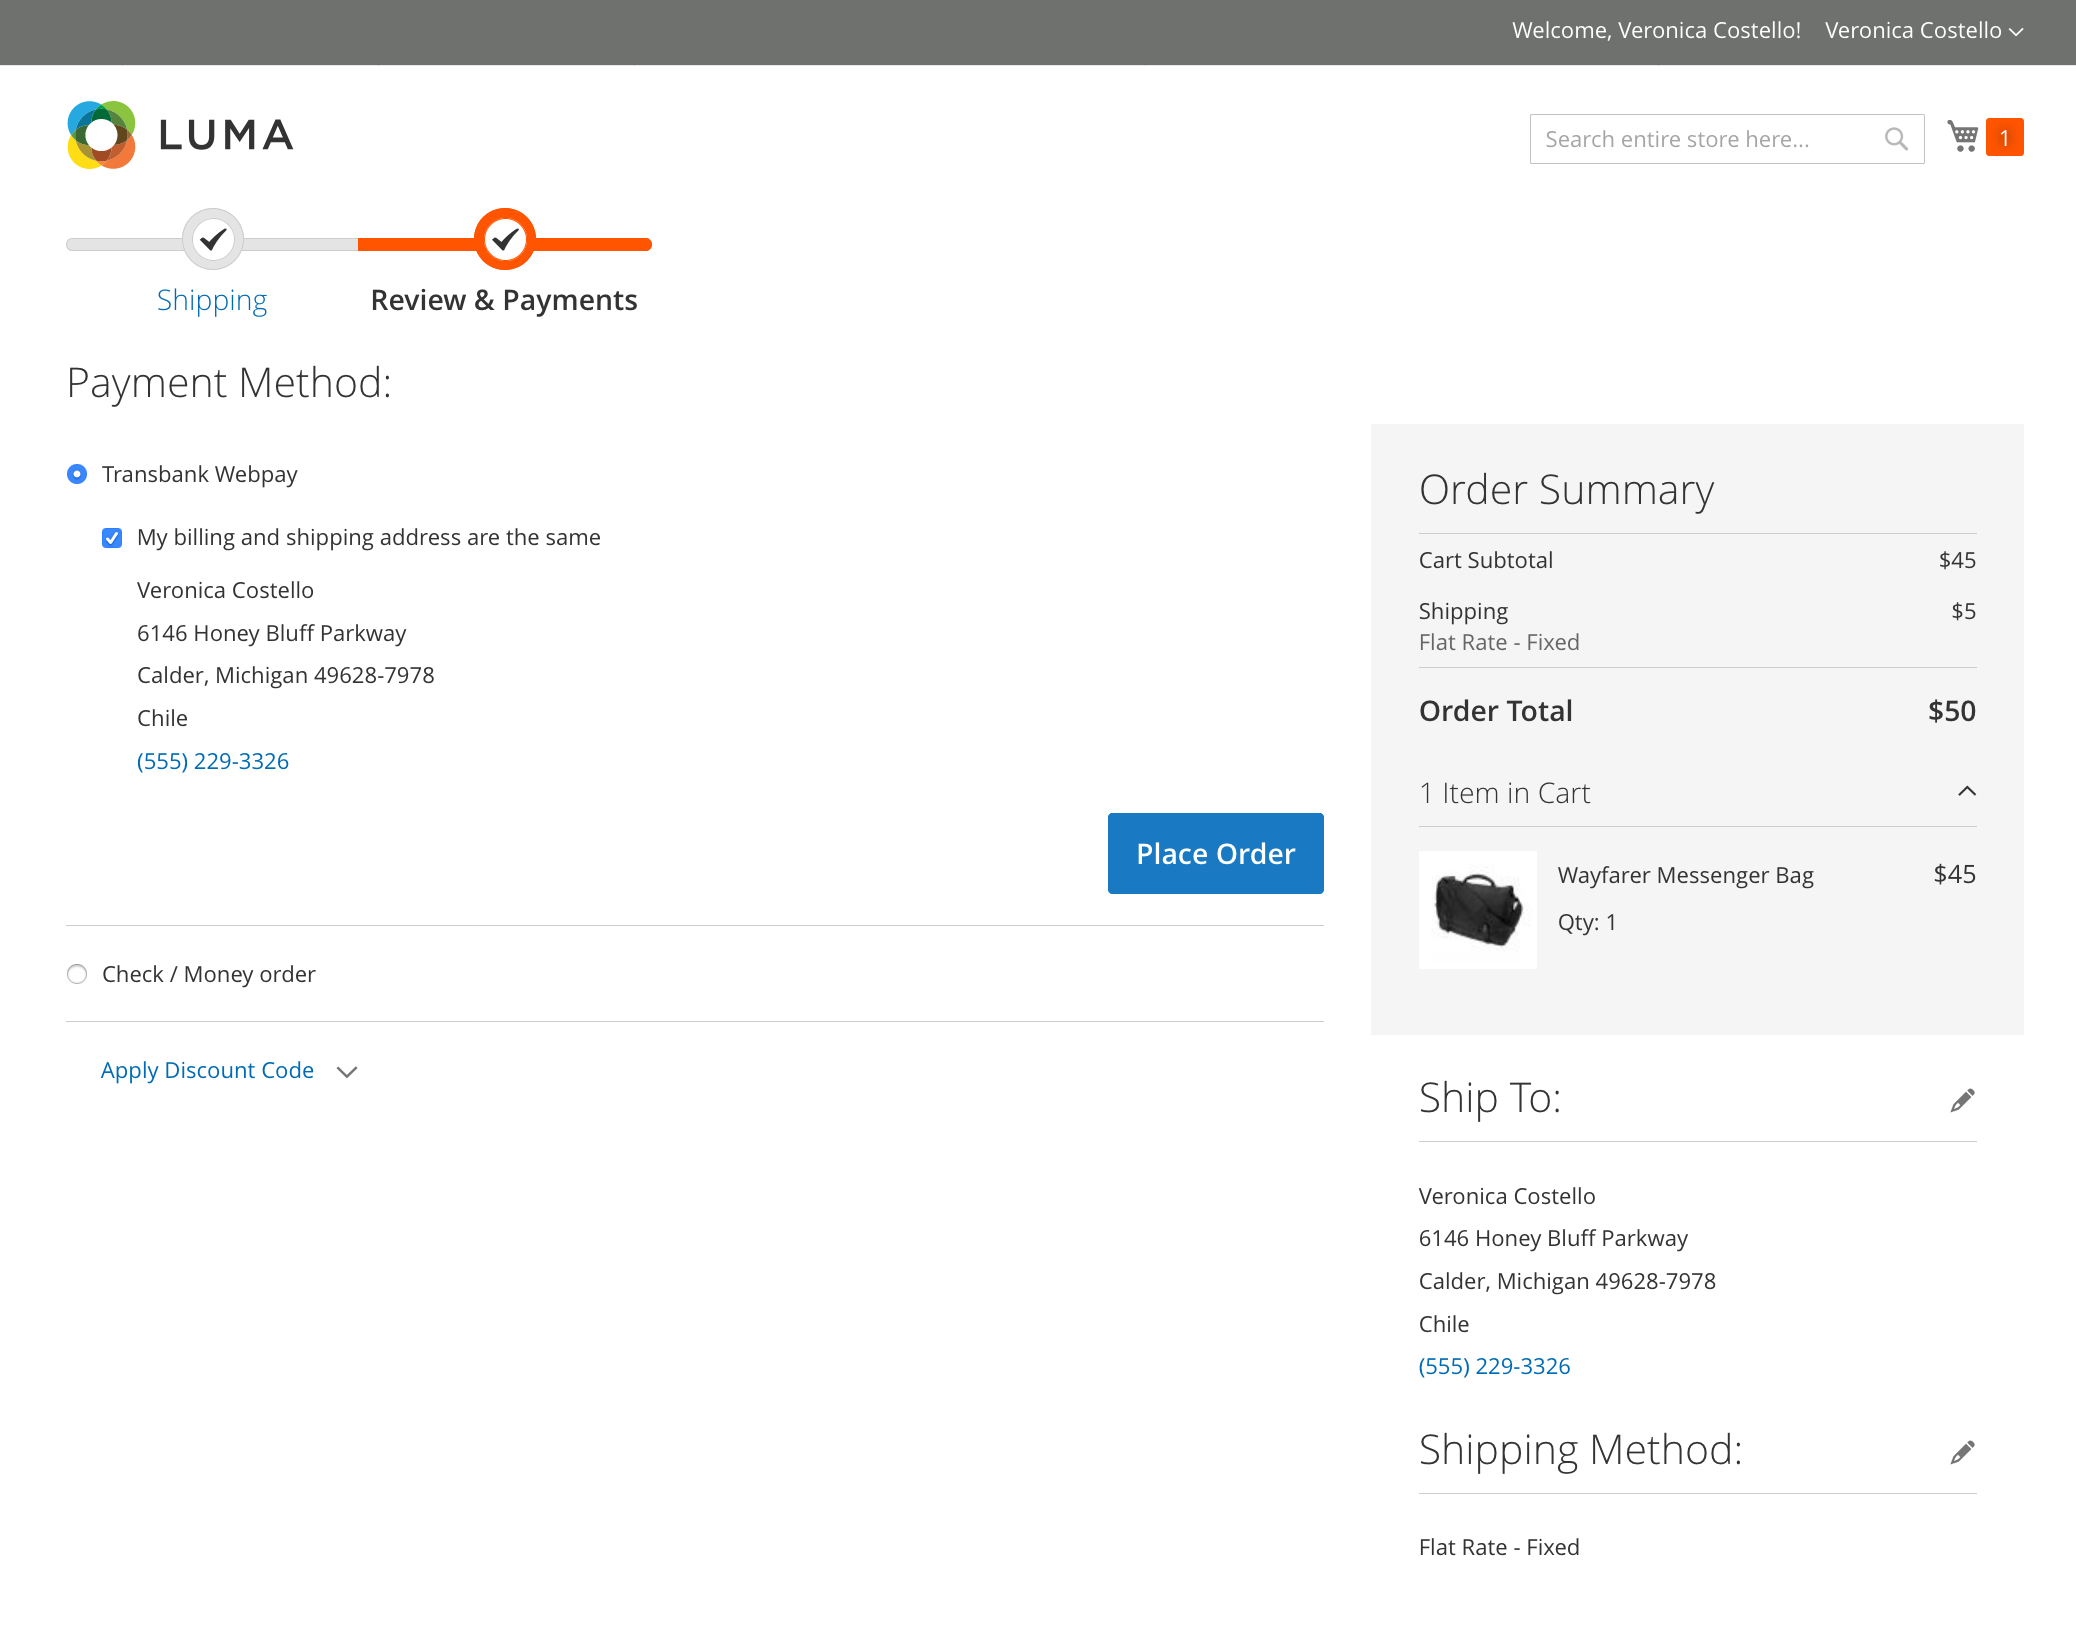 Welcome, Veronica Costello! Veronica Costello
LUMA
Search entire store here...
1
Shipping
Review & Payments
Payment Method:
Transbank Webpay
My billing and shipping address are the same
Veronica Costello
6146 Honey Bluff Parkway
Calder, Michigan 49628-7978
Chile
(555) 229-3326
Place Order
Check / Money order
Apply Discount Code
Order Summary
Cart Subtotal $45
Shipping $5
Flat Rate - Fixed
Order Total $50
1 Item in Cart
Wayfarer Messenger Bag $45
Qty: 1
Ship To:
Veronica Costello
6146 Honey Bluff Parkway
Calder, Michigan 49628-7978
Chile
(555) 229-3326
Shipping Method:
Flat Rate - Fixed